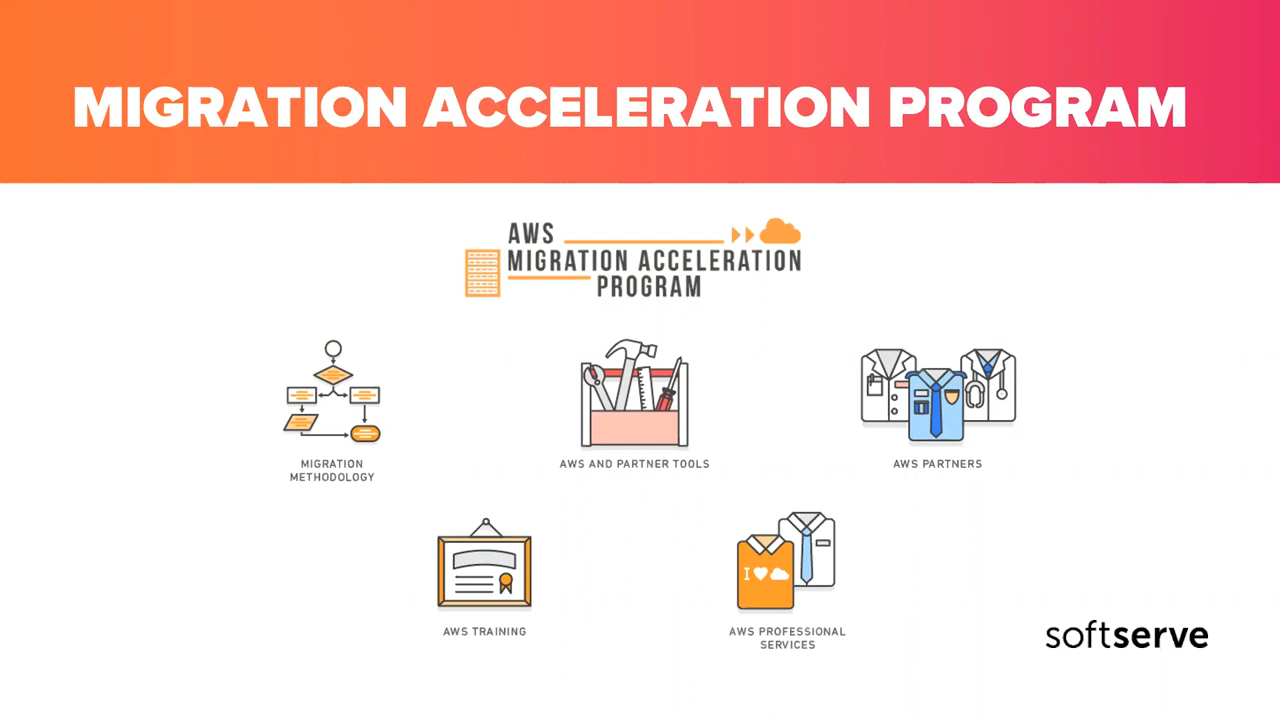 MIGRATION ACCELERATION PROGRAM
AWS
MIGRATION ACCELERATION
PROGRAM
MIGRATION
METHODOLOGY
AWS AND PARTNER TOOLS
AWS PARTNERS
I
AWS TRAINING
AWS PROFESSIONAL
SERVICES
softserve